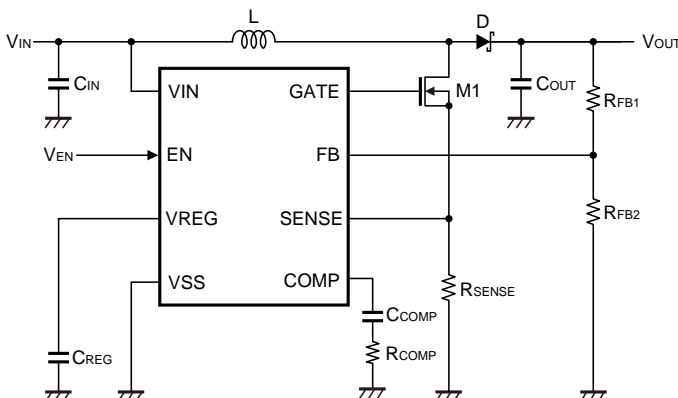 L
D
VIN
VOUT
CIN
VIN
GATE
M1
COUT
RFB1
VEN
EN
FB
VREG
SENSE
RFB2
VSS
COMP
RSENSE
CCOMP
RCOMP
CREG